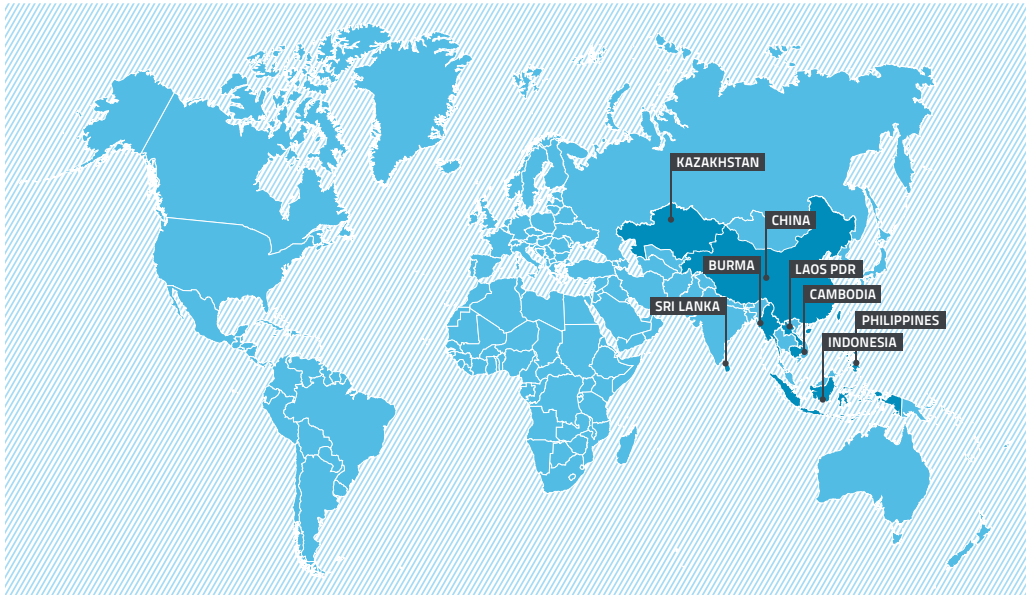 KAZAKHSTAN
CHINA
BURMA
LAOS PDR
CAMBODIA
SRI LANKA
PHILIPPINES
INDONESIA